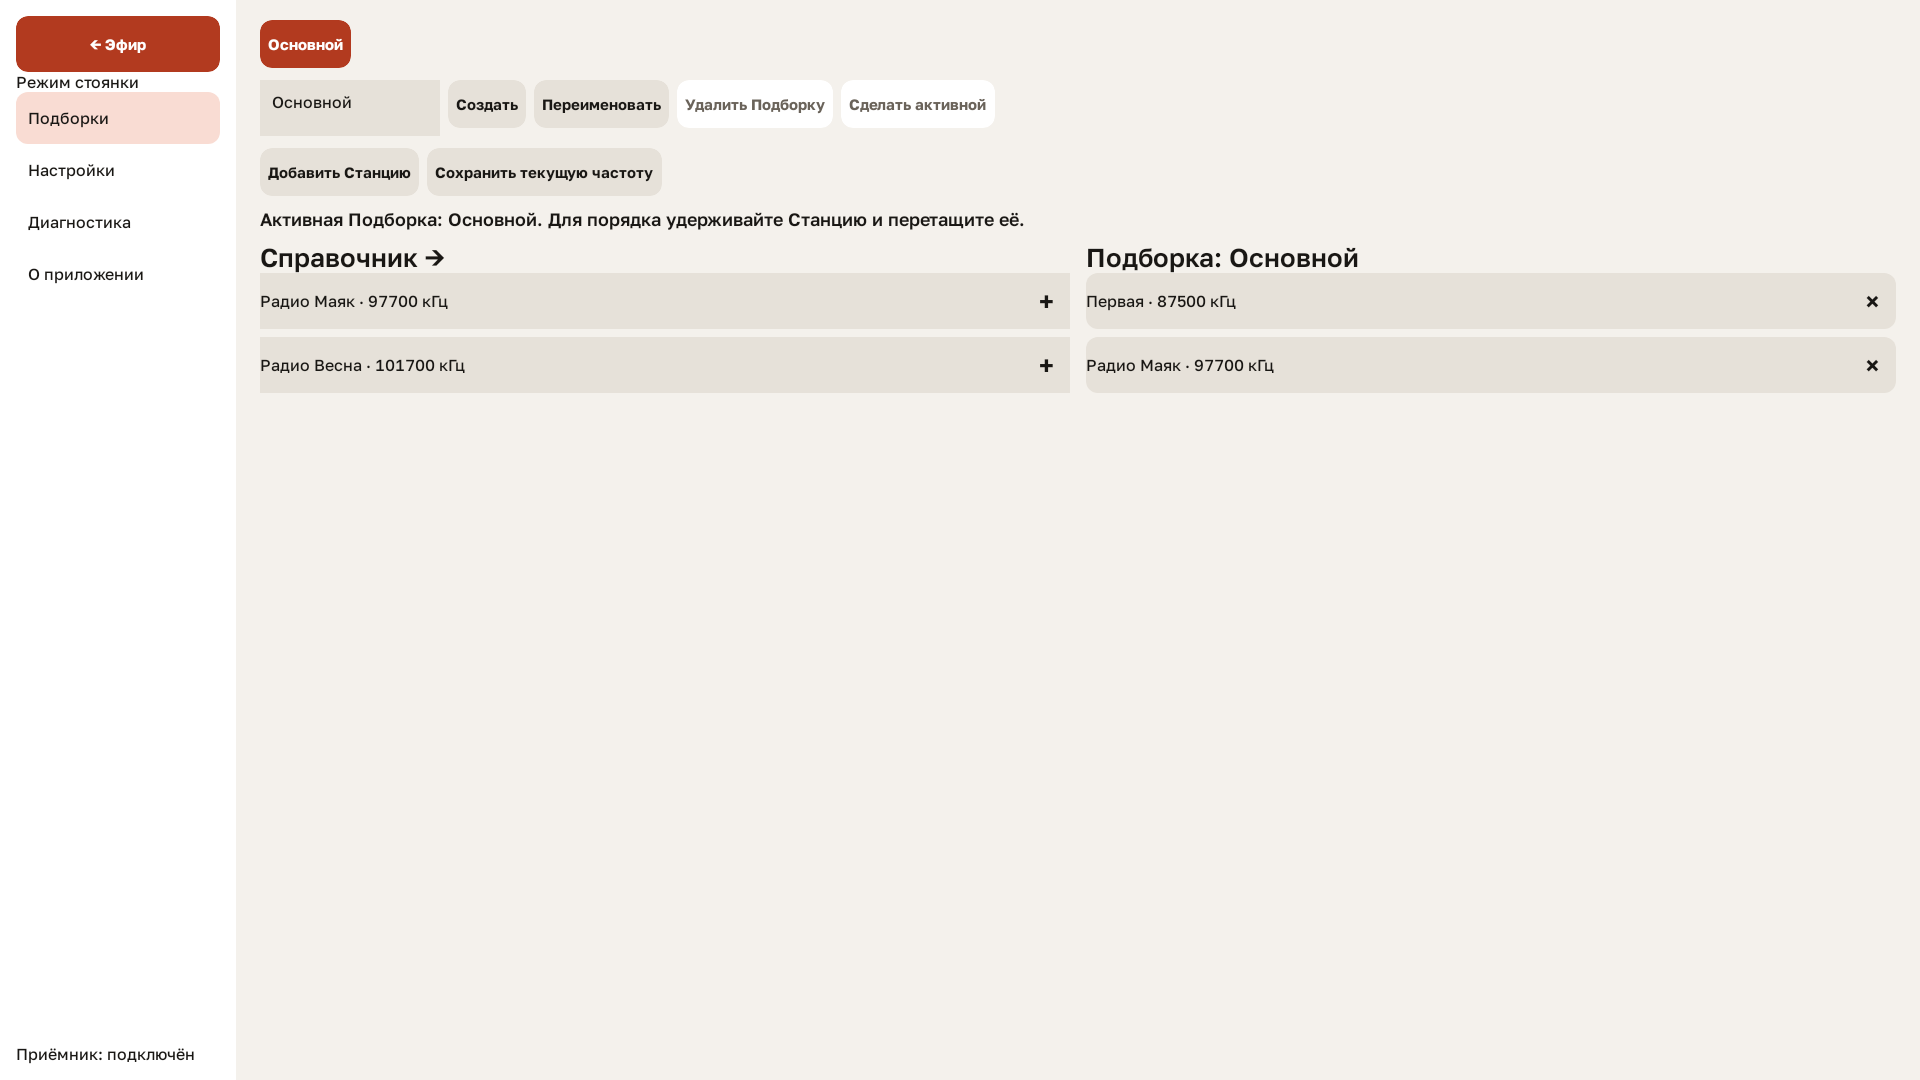 ← Эфир
Режим стоянки
Подборки
Настройки
Диагностика
О приложении
Приёмник: подключён
Основной
Основной Создать Переименовать Удалить Подборку Сделать активной
Добавить Станцию Сохранить текущую частоту
Активная Подборка: Основной. Для порядка удерживайте Станцию и перетащите её.
Справочник →
Радио Маяк · 97700 кГц +
Радио Весна · 101700 кГц +
Подборка: Основной
Первая · 87500 кГц ×
Радио Маяк · 97700 кГц ×